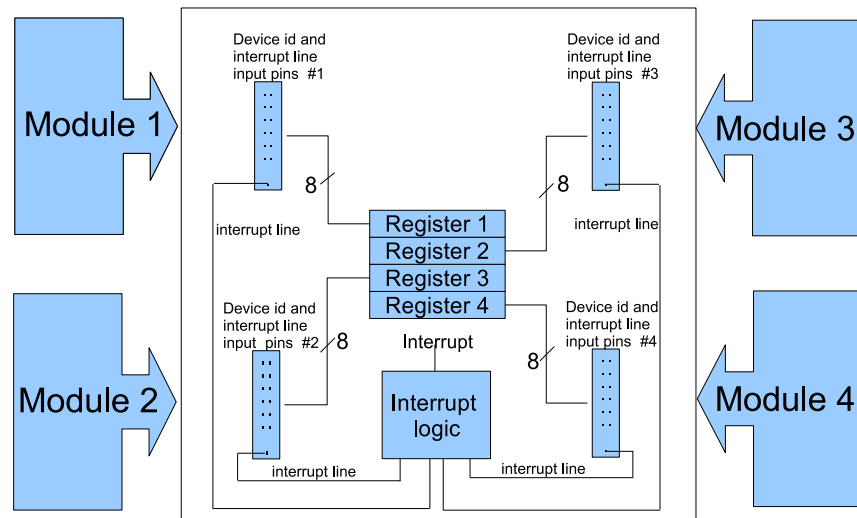 Module 1
Device id and
interrupt line
input pins #1
8
interrupt line
Device id and
interrupt line
input pins #3
8
interrupt line
Module 3
Register 1
Register 2
Register 3
Register 4
Module 2
Device id and
interrupt line
input pins #2
8
interrupt line
Interrupt
Interrupt
logic
Device id and
interrupt line
input pins #4
8
interrupt line
Module 4